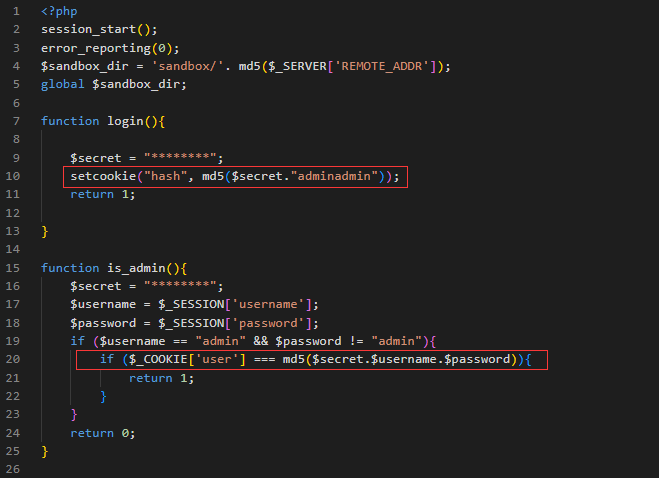 1 <?php
2 session_start();
3 error_reporting(0);
4 $sandbox_dir = 'sandbox/'. md5($_SERVER['REMOTE_ADDR']);
5 global $sandbox_dir;
6
7 function login(){
8
9 $secret = "********";
10 setcookie("hash", md5($secret."adminadmin"));
11 return 1;
12
13 }
14
15 function is_admin(){
16 $secret = "********";
17 $username = $_SESSION['username'];
18 $password = $_SESSION['password'];
19 if ($username == "admin" && $password != "admin"){
20 if ($_COOKIE['user'] === md5($secret.$username.$password)){
21 return 1;
22 }
23 }
24 return 0;
25 }
26